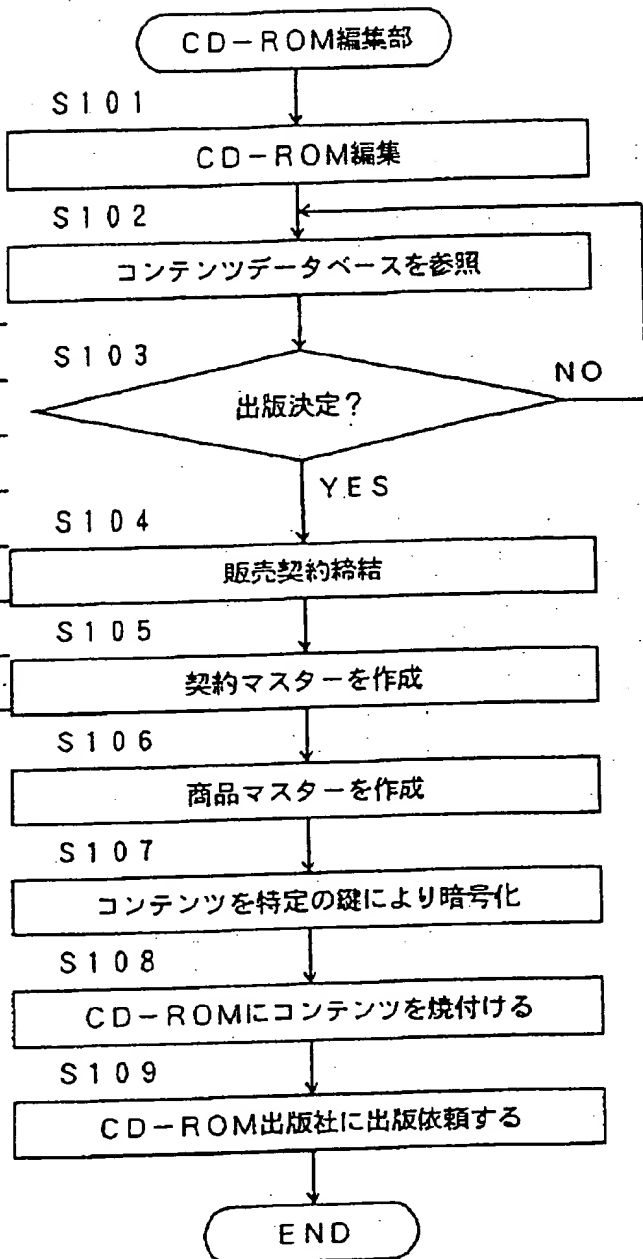 CD-ROM編集部
S101
CD-ROM編集
S102
コンテンツデータベースを参照
S103
出版決定?
NO
YES
S104
販売契約締結
S105
契約マスターを作成
S106
商品マスターを作成
S107
コンテンツを特定の鍵により暗号化
S108
CD-ROMにコンテンツを焼付ける
S109
CD-ROM出版社に出版依頼する
END